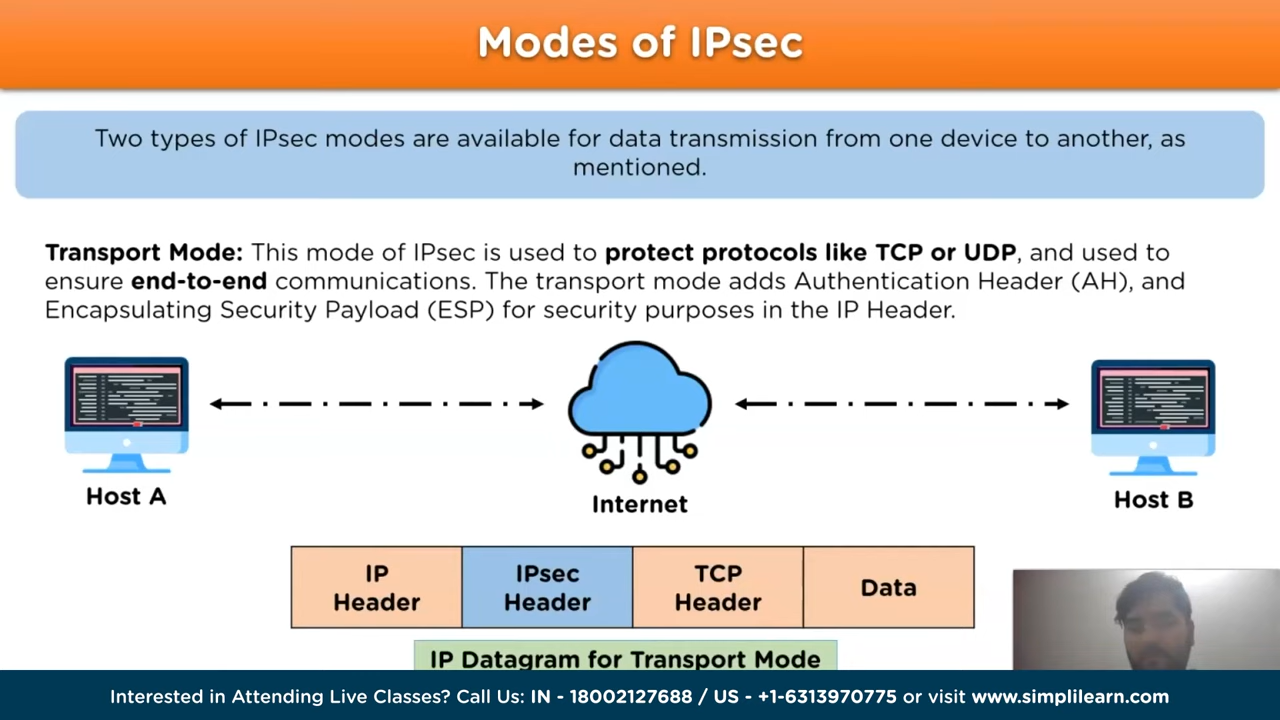 Modes of IPsec
Two types of IPsec modes are available for data transmission from one device to another, as
mentioned.
Transport Mode: This mode of IPsec is used to protect protocols like TCP or UDP, and used to
ensure end-to-end communications. The transport mode adds Authentication Header (AH), and
Encapsulating Security Payload (ESP) for security purposes in the IP Header.
Host A
Internet
Host B
IP
Header
IPsec
Header
TCP
Header
Data
IP Datagram for Transport Mode
Interested in Attending Live Classes? Call Us: IN - 18002127688 / US - +1-6313970775 or visit www.simplilearn.com